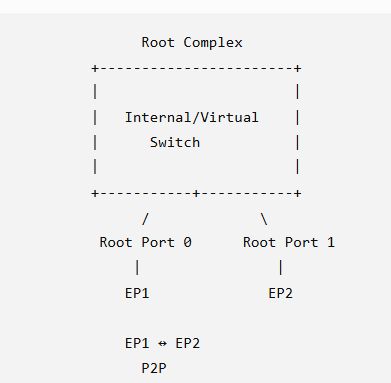 Root Complex
Internal/Virtual
Switch
Root Port 0 Root Port 1
EP1 EP2
EP1 ↔ EP2
P2P